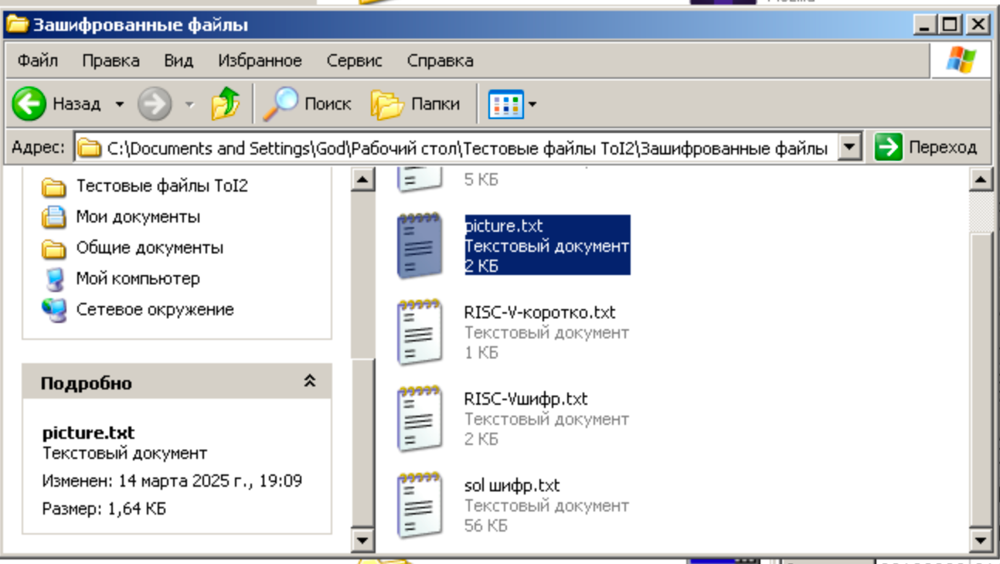 Зашифрованные файлы
Файл Правка Вид Избранное Сервис Справка
Назад Поиск Папки
Адрес: C:\Documents and Settings\God\Рабочий стол\Тестовые файлы ToI2\Зашифрованные файлы Переход
Тестовые файлы ToI2
Мои документы
Общие документы
Мой компьютер
Сетевое окружение
Подробно
picture.txt
Текстовый документ
Изменен: 14 марта 2025 г., 19:09
Размер: 1,64 КБ
5 КБ
picture.txt
Текстовый документ
2 КБ
RISC-V-коротко.txt
Текстовый документ
1 КБ
RISC-Vшифр.txt
Текстовый документ
2 КБ
sol шифр.txt
Текстовый документ
56 КБ